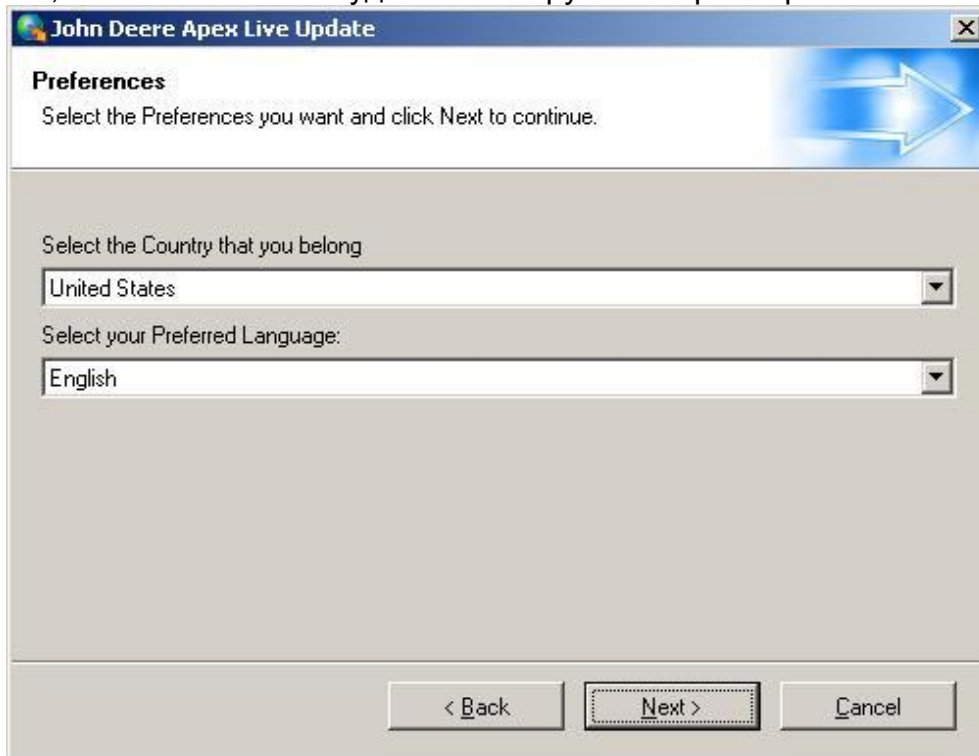 John Deere Apex Live Update
Preferences
Select the Preferences you want and click Next to continue.
Select the Country that you belong
United States
Select your Preferred Language:
English
< Back Next > Cancel